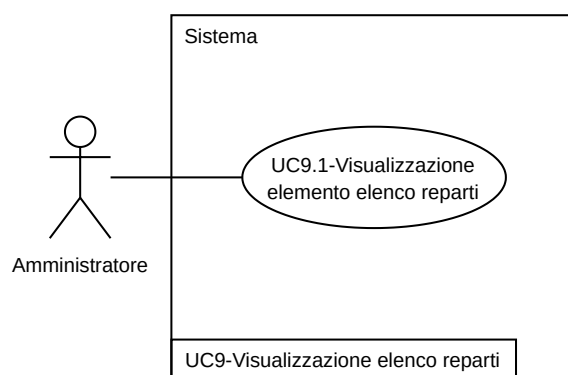 Sistema
UC9.1-Visualizzazione
elemento elenco reparti
Amministratore
UC9-Visualizzazione elenco reparti